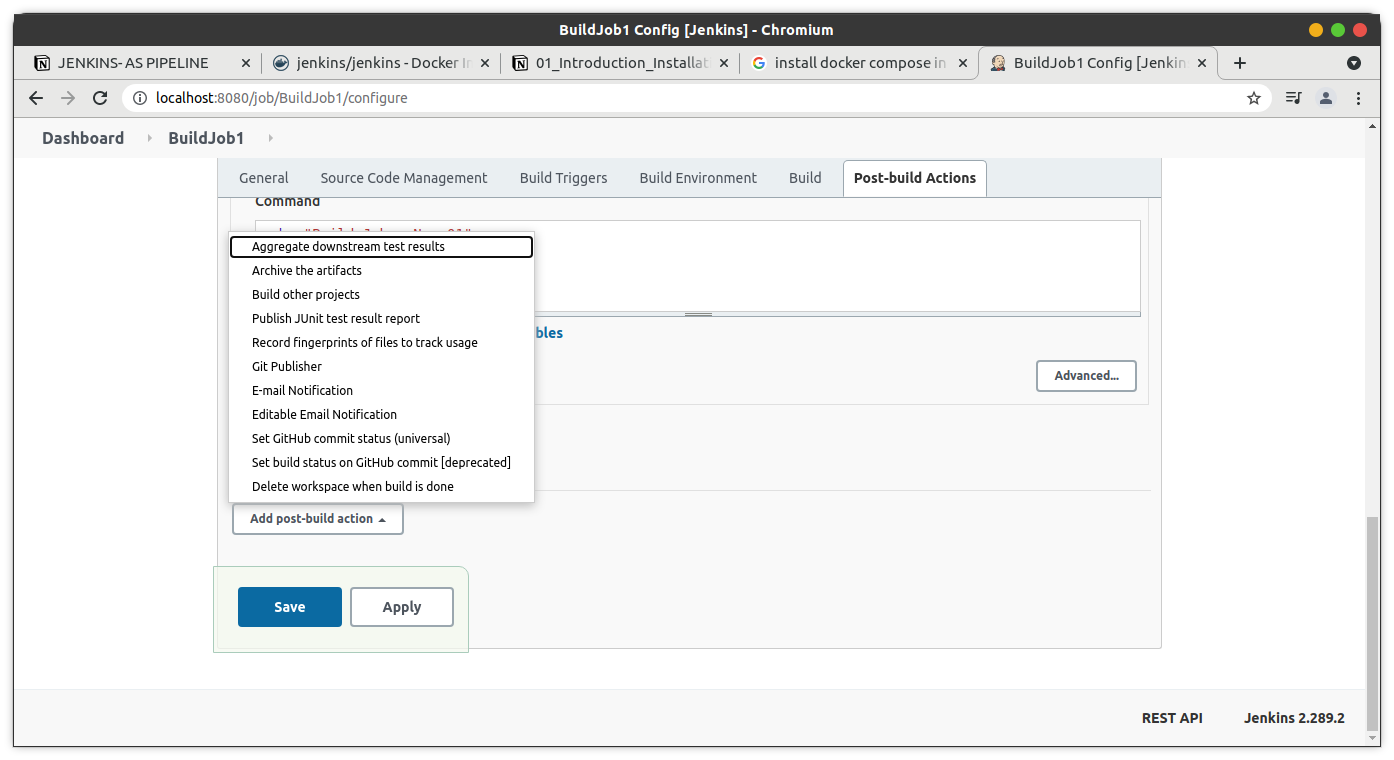 BuildJob1 Config [Jenkins] - Chromium
JENKINS- AS PIPELINE
jenkins/jenkins - Docker
01_Introduction_Installat
install docker compose in
BuildJob1 Config [Jenkin
localhost:8080/job/BuildJob1/configure
Dashboard
BuildJob1
General
Source Code Management
Build Triggers
Build Environment
Build
Post-build Actions
Command
Aggregate downstream test results
Archive the artifacts
Build other projects
Publish JUnit test result report
Record fingerprints of files to track usage
Git Publisher
E-mail Notification
Editable Email Notification
Set GitHub commit status (universal)
Set build status on GitHub commit [deprecated]
Delete workspace when build is done
bles
Advanced...
Add post-build action
Save
Apply
REST API
Jenkins 2.289.2